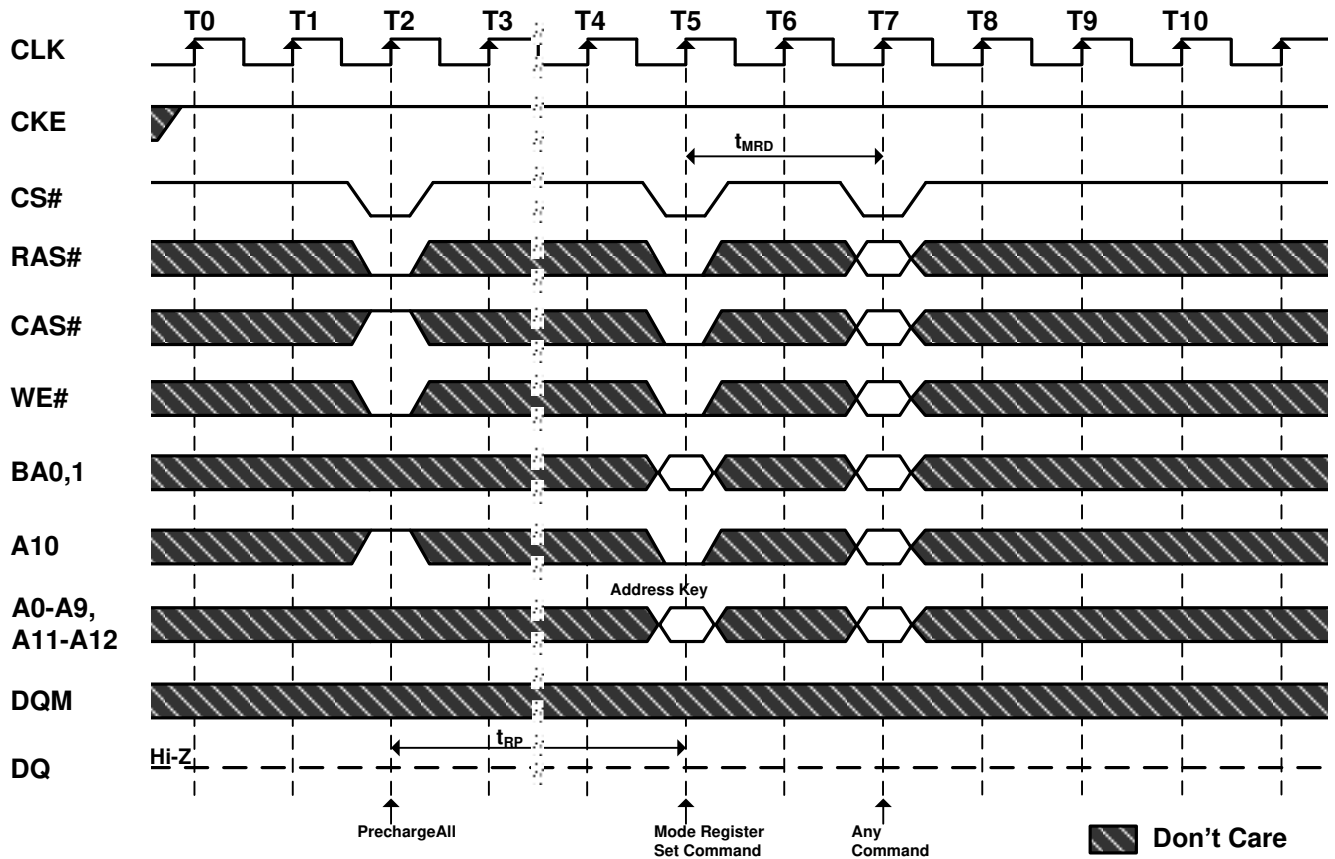 T0 T1 T2 T3 T4 T5 T6 T7 T8 T9 T10
CLK
CKE
tMRD
CS#
RAS#
CAS#
WE#
BA0,1
A10
Address Key
A0-A9,
A11-A12
DQM
tRP
Hi-Z
DQ
PrechargeAll
Mode Register
Set Command
Any
Command
Don't Care